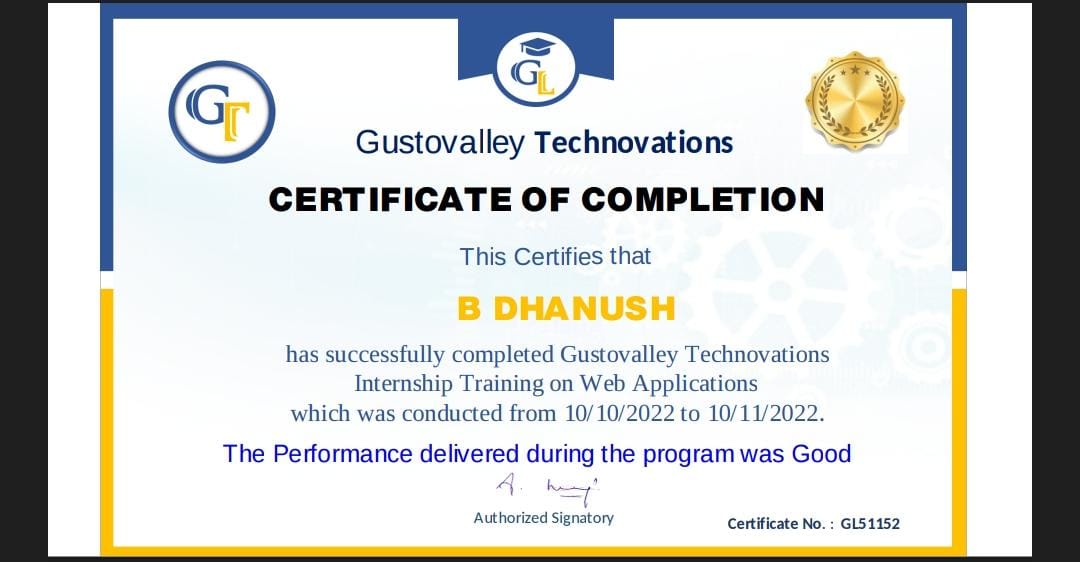 GT
GL
Gustovalley Technovations
CERTIFICATE OF COMPLETION
This Certifies that
B DHANUSH
has successfully completed Gustovalley Technovations
Internship Training on Web Applications
which was conducted from 10/10/2022 to 10/11/2022.
The Performance delivered during the program was Good
Authorized Signatory
Certificate No. : GL51152